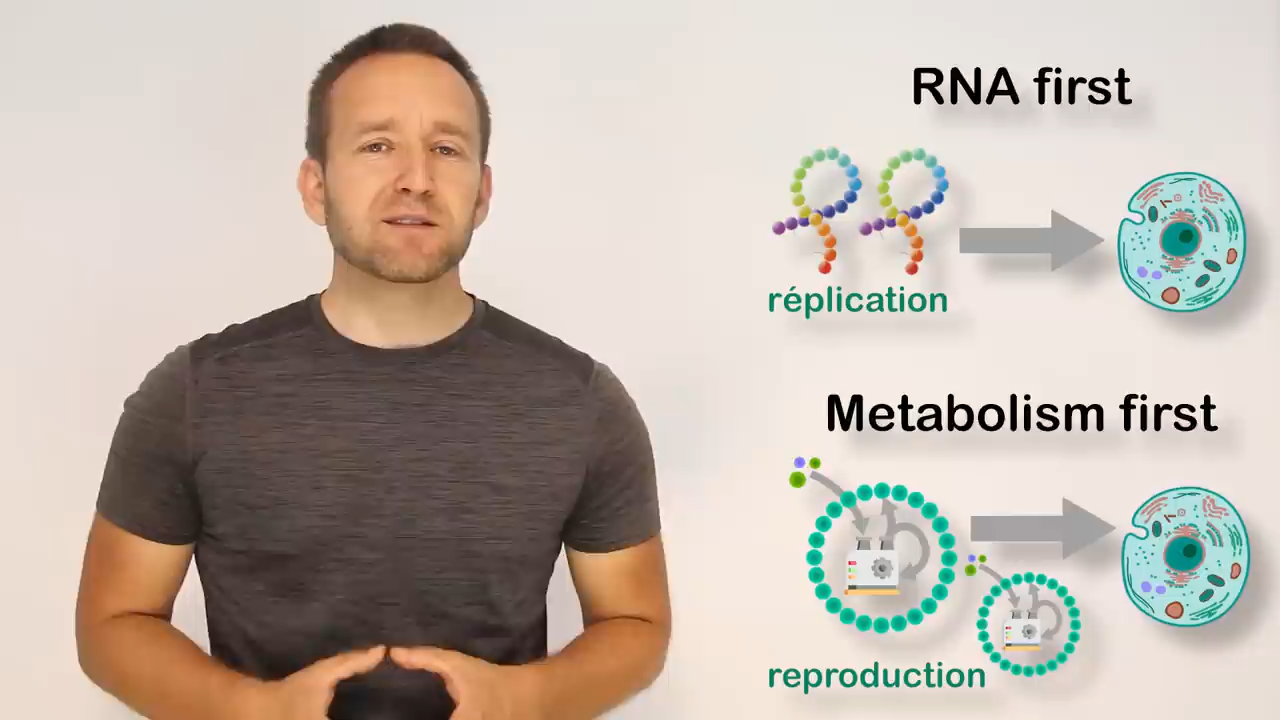 RNA first
réplication
Metabolism first
reproduction